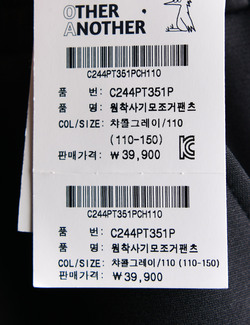 OTHER
ANOTHER
C244PT351PCH110
품 번: C244PT351P
품 명: 원착사기모조거팬츠
COL/SIZE: 챠콜그레이/110
(110-150)
판매가격: ₩39,900
C244PT351PCH110
품 번: C244PT351P
품 명: 원착사기모조거팬츠
COL/SIZE: 챠콜그레이/110 (110-150)
판매가격: ₩39,900